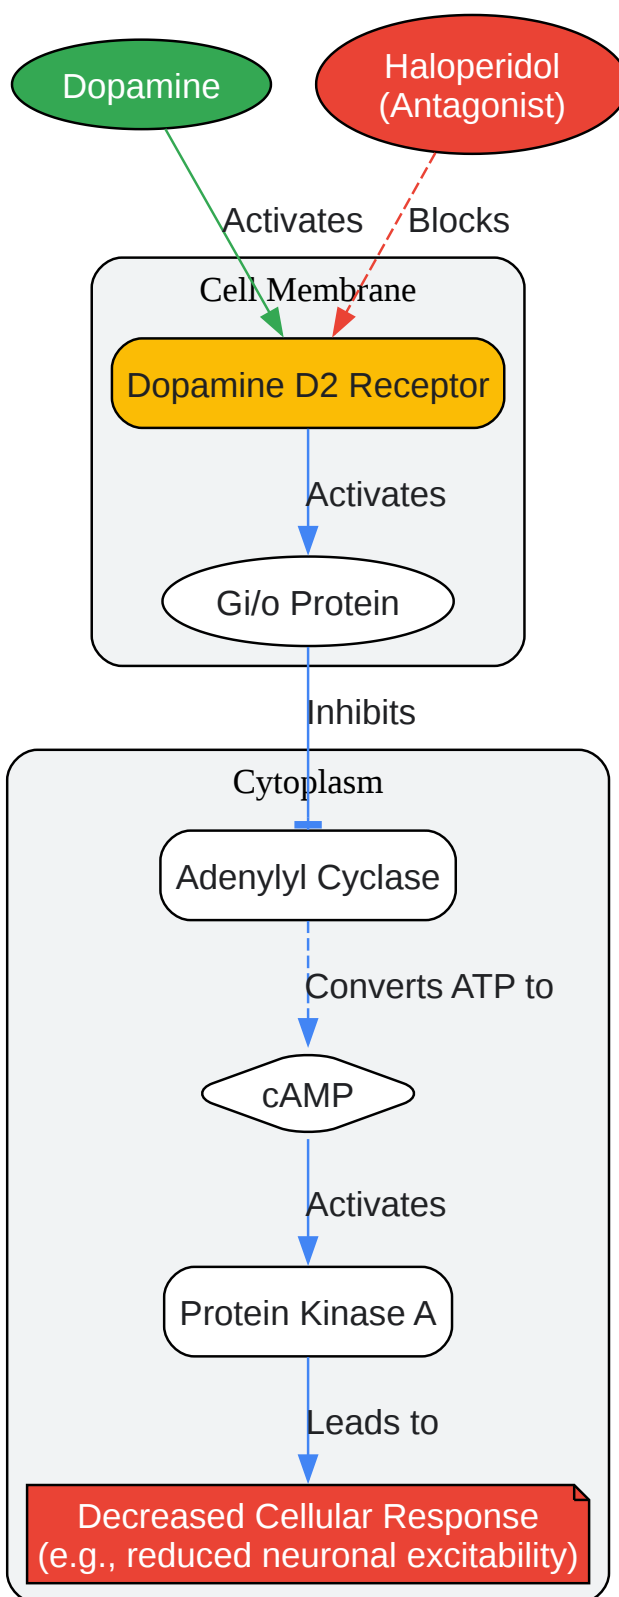 Dopamine
Haloperidol
(Antagonist)
Activates
Blocks
Cell Membrane
Dopamine D2 Receptor
Activates
Gi/o Protein
Inhibits
Cytoplasm
Adenylyl Cyclase
Converts ATP to
cAMP
Activates
Protein Kinase A
Leads to
Decreased Cellular Response
(e.g., reduced neuronal excitability)